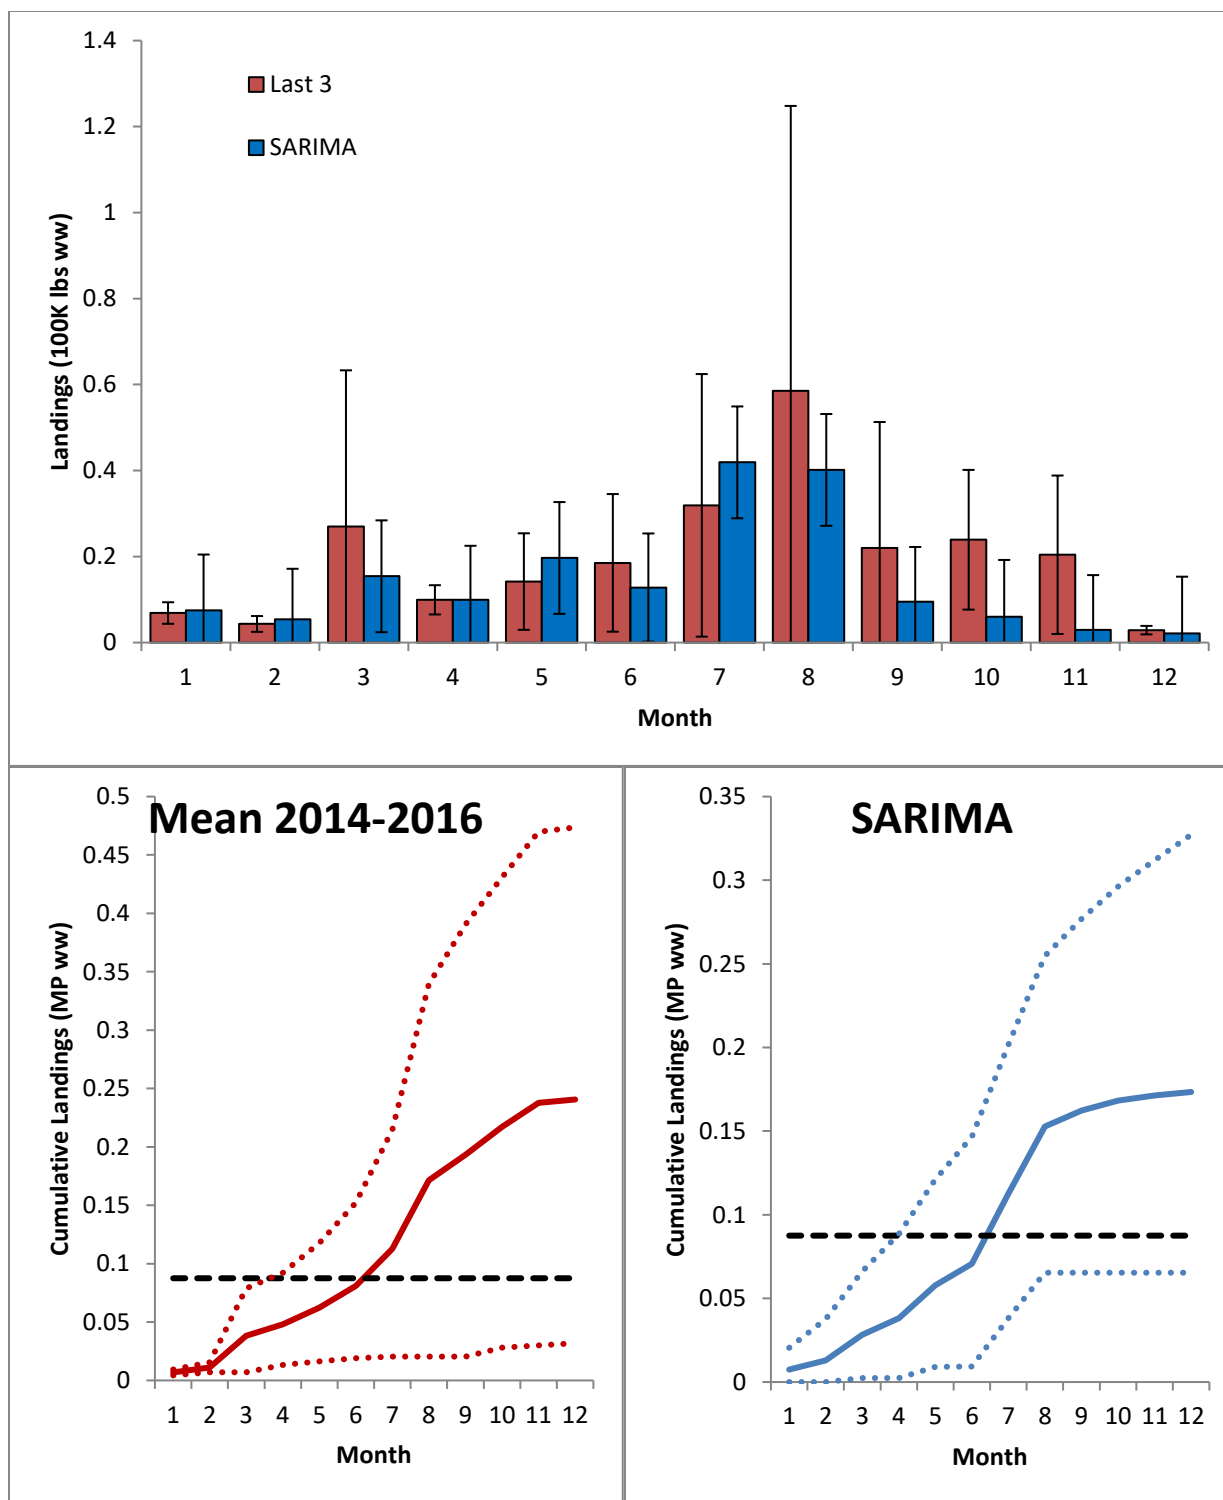 1.4
1.2
1
0.8
0.6
0.4
0.2
0
Landings (100K lbs ww)
Last 3
SARIMA
1 2 3 4 5 6 7 8 9 10 11 12
Month
Mean 2014-2016
0.5
0.45
0.4
0.35
0.3
0.25
0.2
0.15
0.1
0.05
0
Cumulative Landings (MP ww)
1 2 3 4 5 6 7 8 9 10 11 12
Month
SARIMA
0.35
0.3
0.25
0.2
0.15
0.1
0.05
0
Cumulative Landings (MP ww)
1 2 3 4 5 6 7 8 9 10 11 12
Month